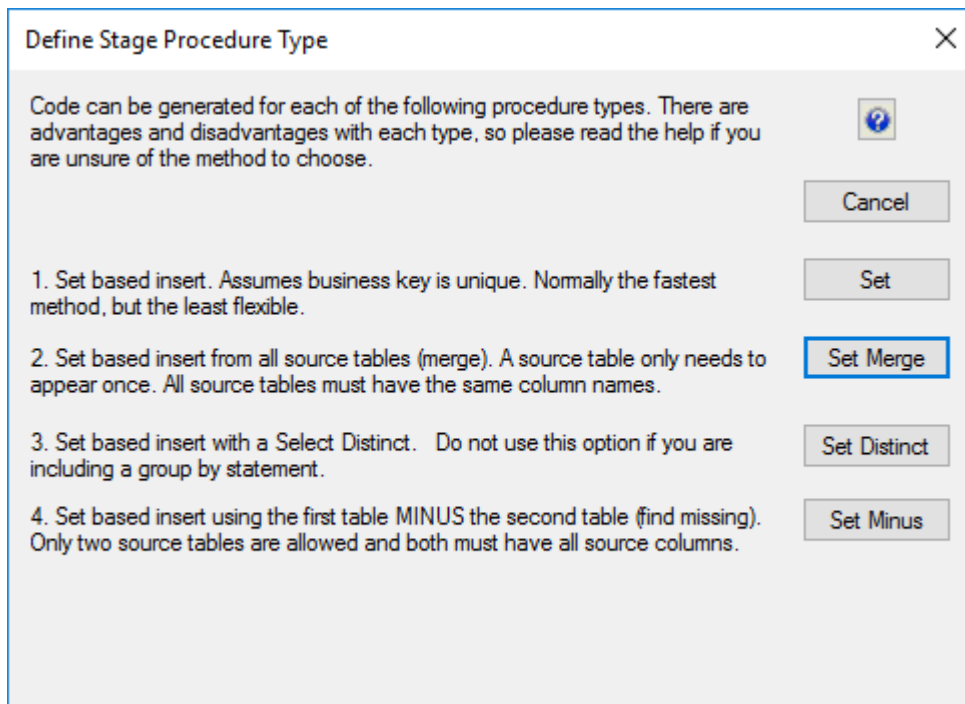 Define Stage Procedure Type
Code can be generated for each of the following procedure types. There are
advantages and disadvantages with each type, so please read the help if you
are unsure of the method to choose.
Cancel
1. Set based insert. Assumes business key is unique. Normally the fastest
method, but the least flexible.
Set
2. Set based insert from all source tables (merge). A source table only needs to
appear once. All source tables must have the same column names.
Set Merge
3. Set based insert with a Select Distinct.   Do not use this option if you are
including a group by statement.
Set Distinct
4. Set based insert using the first table MINUS the second table (find missing).
Only two source tables are allowed and both must have all source columns.
Set Minus